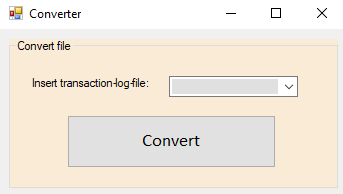 Converter
Convert file
Insert transaction-log-file:
Convert